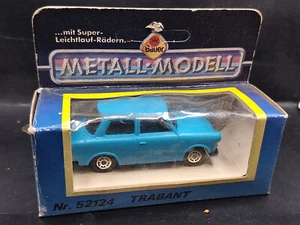 ...mit Super-
Leichtlauf-Rädern.
Bauer
METALL-MODELL
Nr. 52124 TRABANT